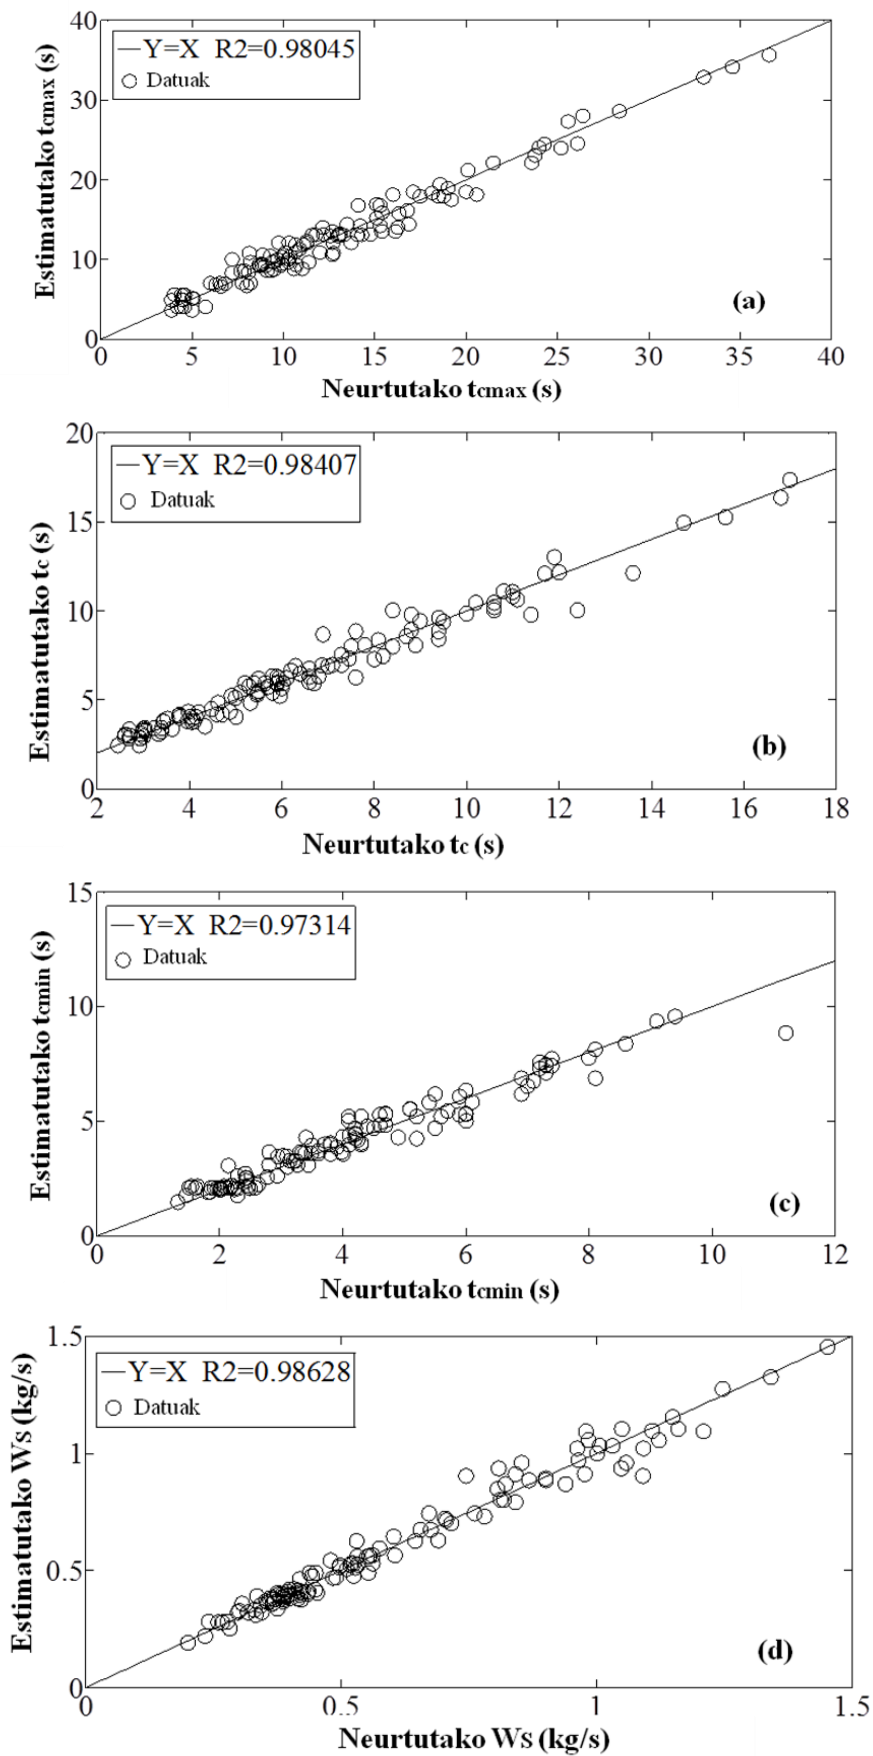 Y=X R2=0.98045
Datuak
Estimatutako tcmax (s)
40
30
20
10
0
(a)
0 5 10 15 20 25 30 35 40
Neurtutako tcmax (s)
Y=X R2=0.98407
Datuak
Estimatutako tc (s)
20
15
10
5
0
(b)
2 4 6 8 10 12 14 16 18
Neurtutako tc (s)
Y=X R2=0.97314
Datuak
Estimatutako tcmin (s)
15
10
5
0
(c)
0 2 4 6 8 10 12
Neurtutako tcmin (s)
Y=X R2=0.98628
Datuak
Estimatutako Ws (kg/s)
1.5
1
0.5
0
(d)
0 0.5 1 1.5
Neurtutako Ws (kg/s)